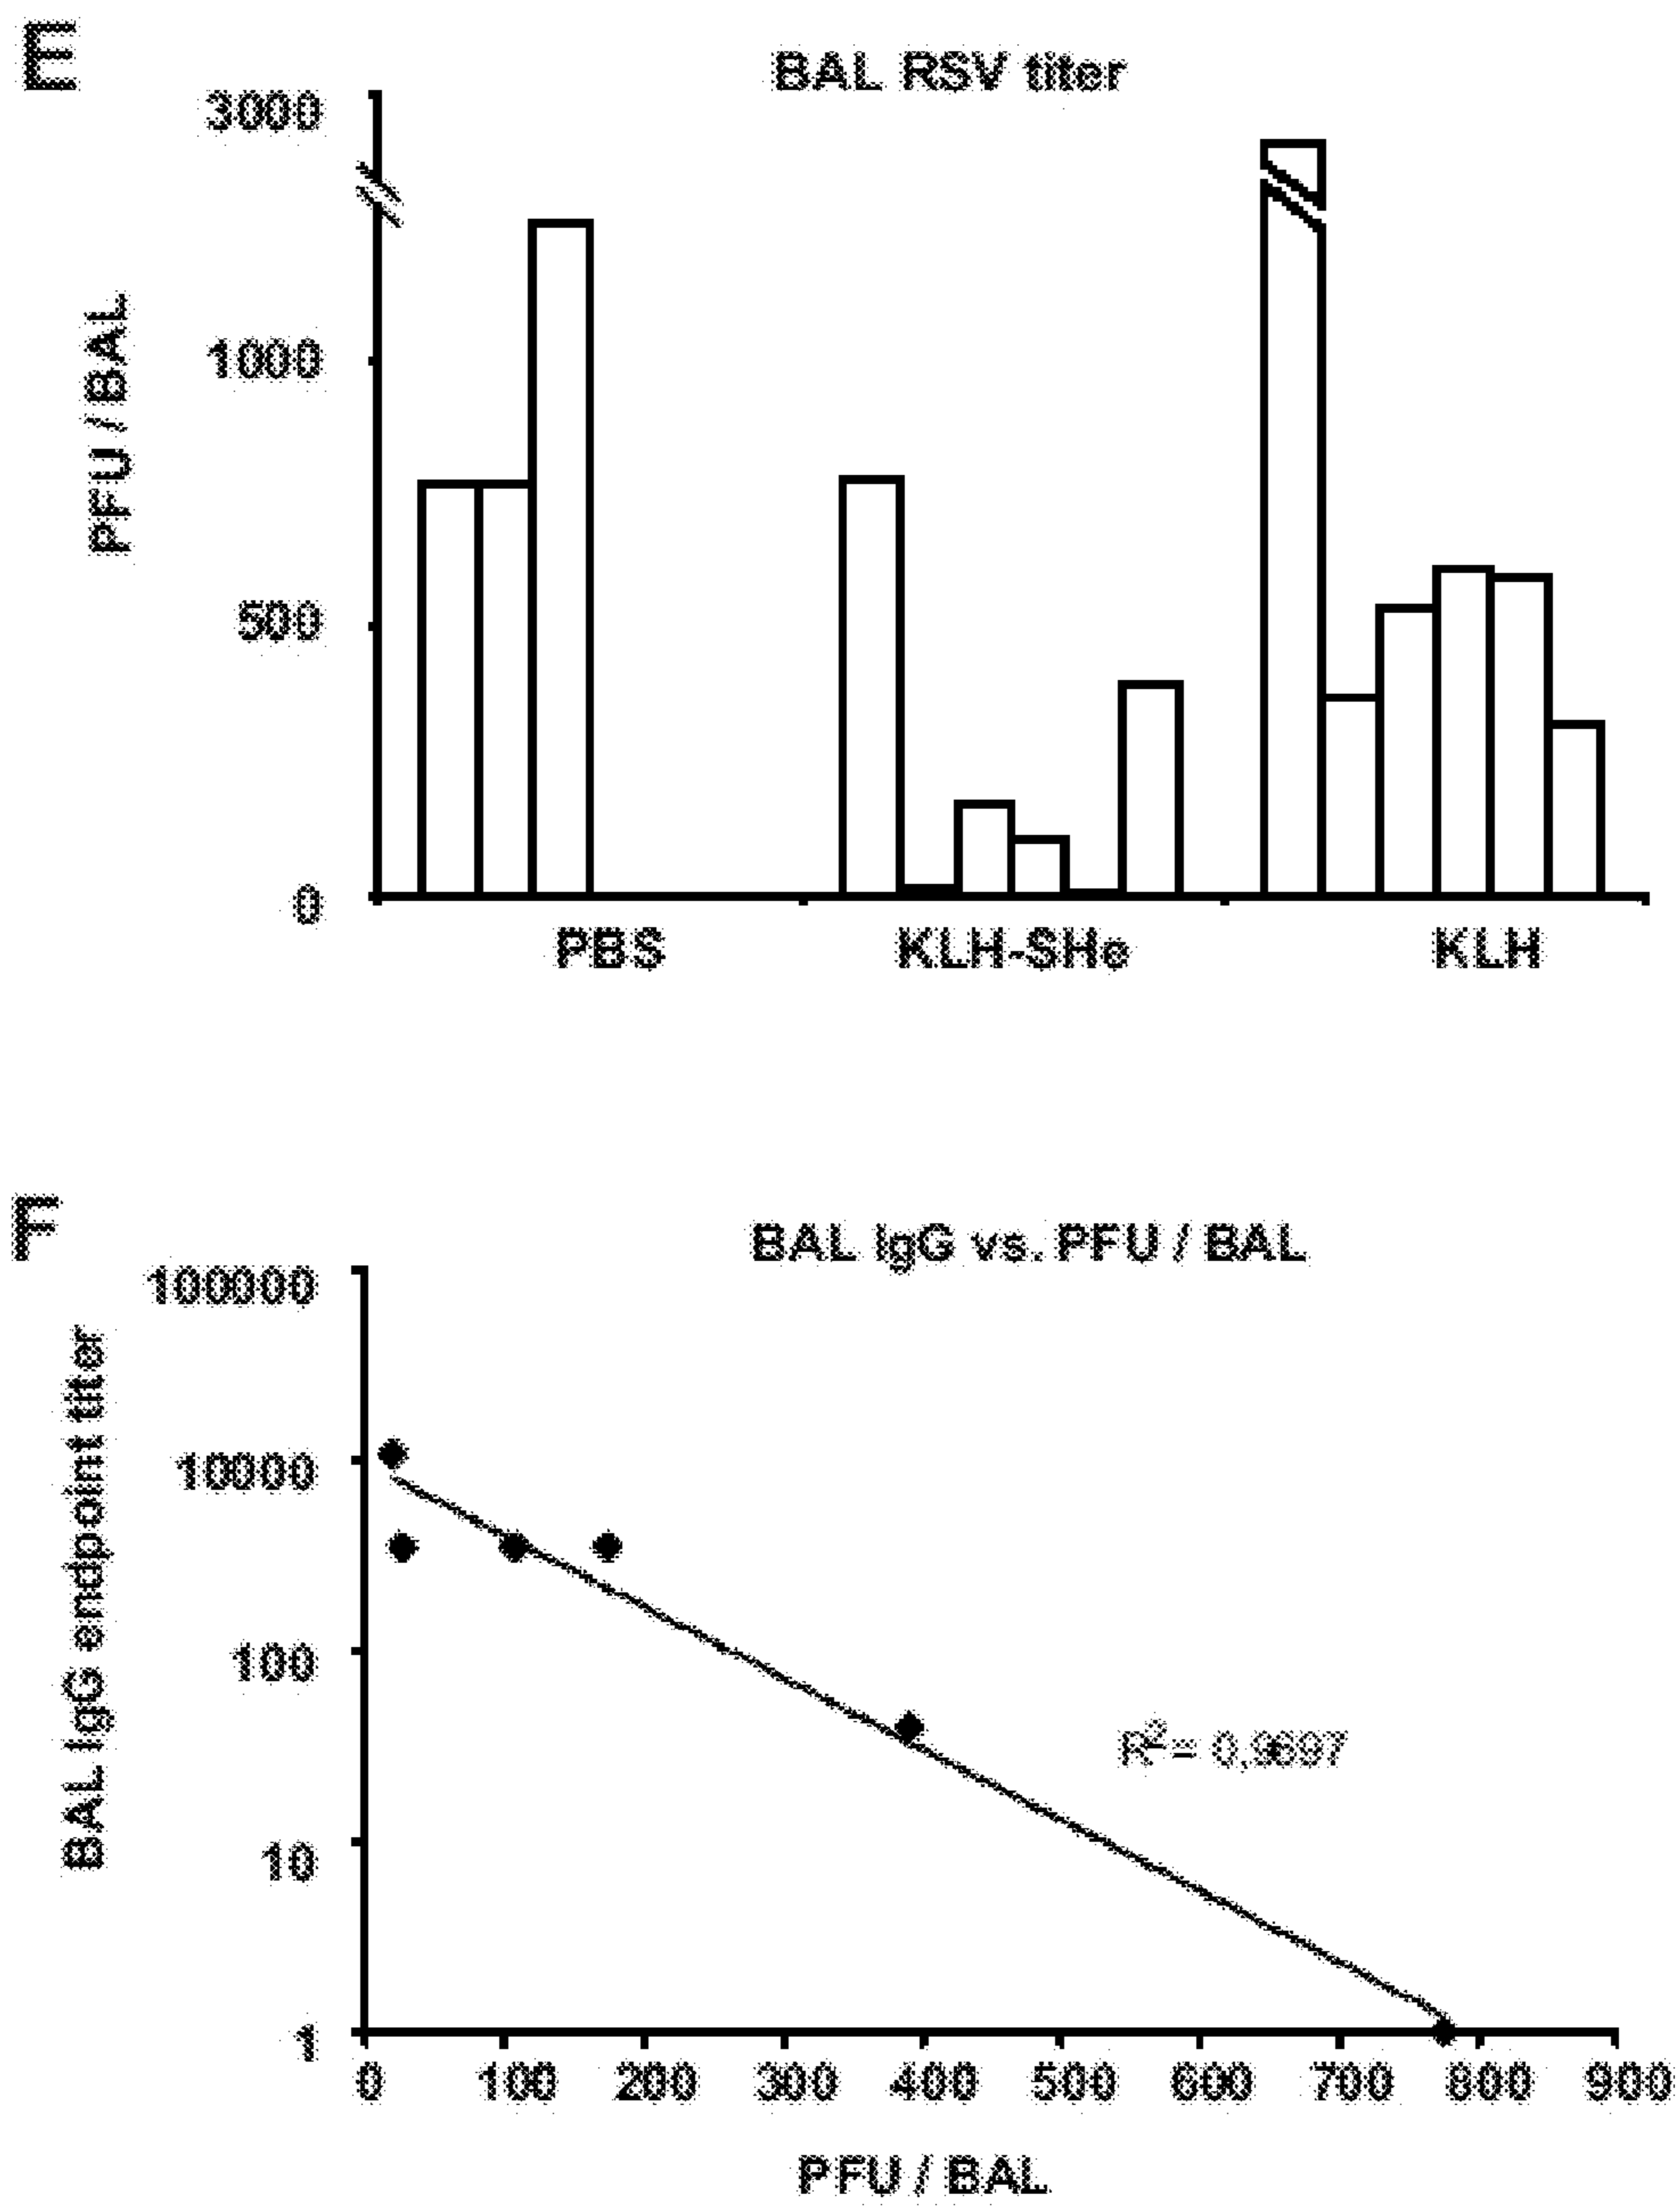 E
BAL RSV titer
3000
1000
500
0
PFU / BAL
PBS KLH-SHe KLH
F
BAL IgG vs. PFU / BAL
100000
10000
100
10
1
BAL IgG endpoint titer
R²= 0,9697
0 100 200 300 400 500 600 700 800 900
PFU / BAL